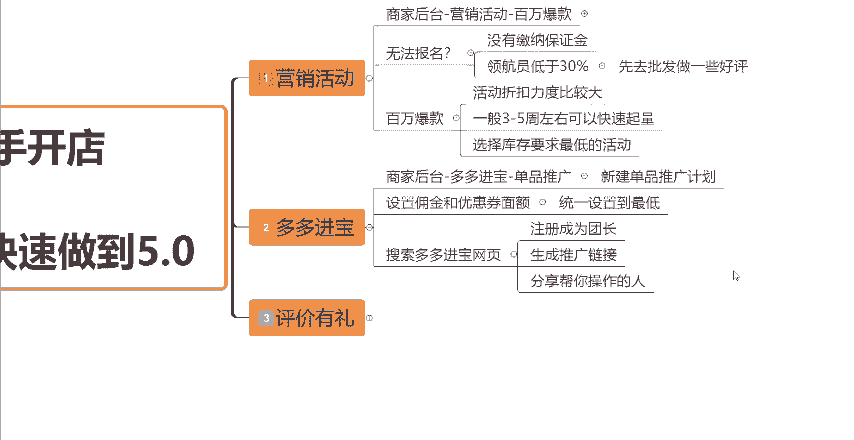 手开店
快速做到5.0
1 营销活动
商家后台-营销活动-百万爆款
无法报名？
没有缴纳保证金
领航员低于30%
先去批发做一些好评
百万爆款
活动折扣力度比较大
一般3-5周左右可以快速起量
选择库存要求最低的活动
2 多多进宝
商家后台-多多进宝-单品推广
新建单品推广计划
设置佣金和优惠券面额
统一设置到最低
搜索多多进宝网页
注册成为团长
生成推广链接
分享帮你操作的人
3 评价有礼